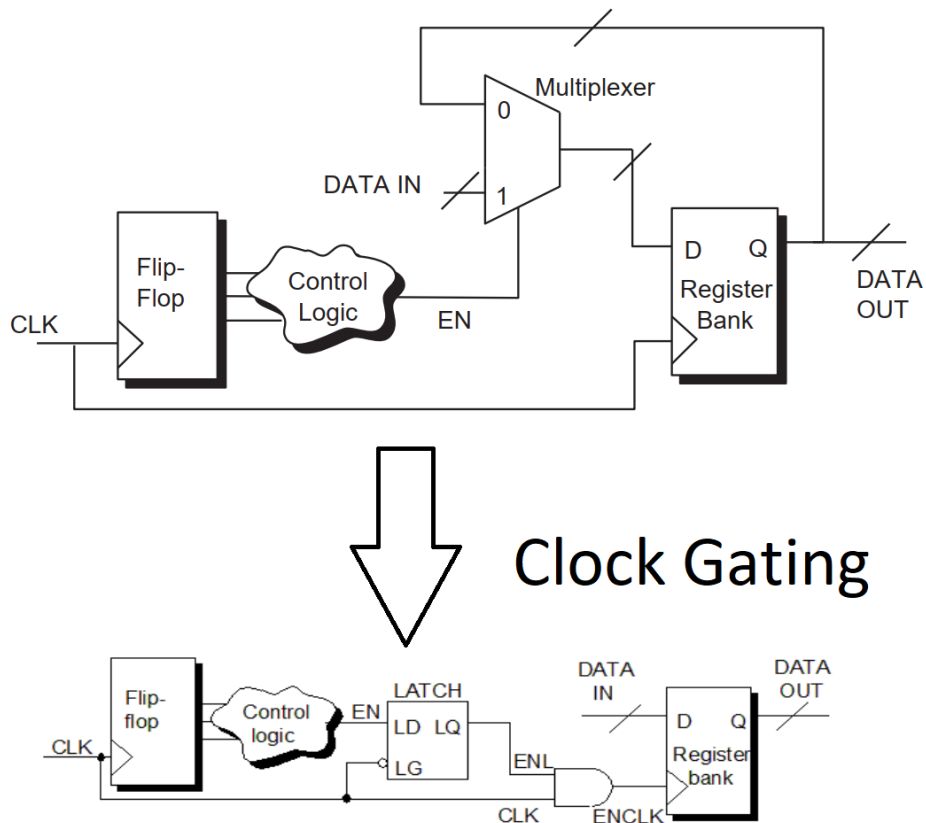 Multiplexer
0
DATA IN
1
Flip-
Flop
Control
Logic
D
Q
Register
Bank
DATA
OUT
CLK
EN
Clock Gating
DATA
IN
DATA
OUT
LATCH
Flip-
flop
Control
logic
EN
LD
LQ
D
Q
Register
bank
CLK
LG
ENL
CLK
ENCLK